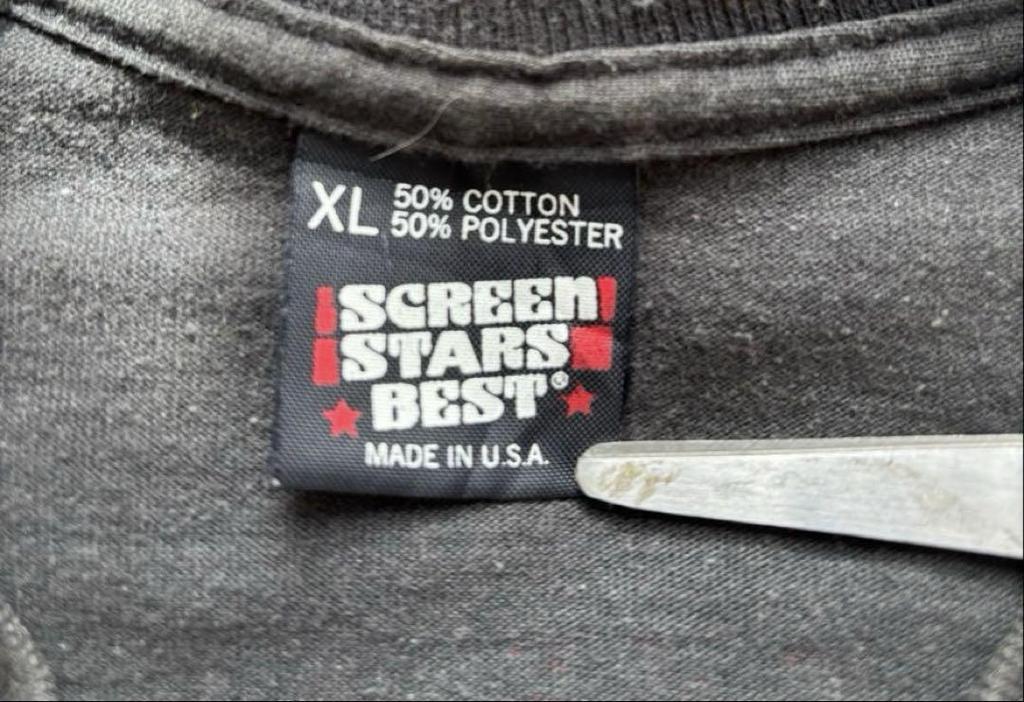 XL 50% COTTON
50% POLYESTER
SCREEN
STARS
BEST®
MADE IN U.S.A.